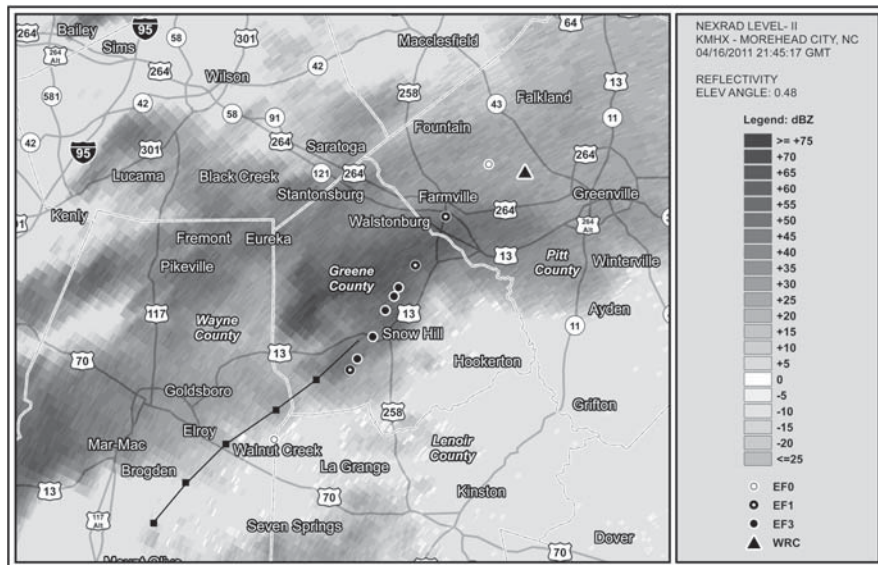 Bailey
Sims
95
58
301
264 Alt
264
Wilson
42
Macclesfield
64
581
42
58
91
264
258
43
13
Falkland
11
Fountain
42
95
301
Lucama
Saratoga
121
264
264
Black Creek
Stantonsburg
Farmville
Greenville
Kenly
Walstonburg
264
264 Alt
Fremont
Eureka
13
Pikeville
Greene
County
Pitt
County
Winterville
117
Wayne
County
13
Ayden
11
70
13
Snow Hill
Hookerton
Goldsboro
258
Grifton
Elroy
Mar-Mac
Walnut Creek
Lenoir
County
Brogden
La Grange
13
70
Kinston
117 Alt
Seven Springs
Dover
Mount Olive
70
NEXRAD LEVEL- II
KMHX - MOREHEAD CITY, NC
04/16/2011 21:45:17 GMT
REFLECTIVITY
ELEV ANGLE: 0.48
Legend: dBZ
>= +75
+70
+65
+60
+55
+50
+45
+40
+35
+30
+25
+20
+15
+10
+5
0
-5
-10
-15
-20
<=25
EF0
EF1
EF3
WRC